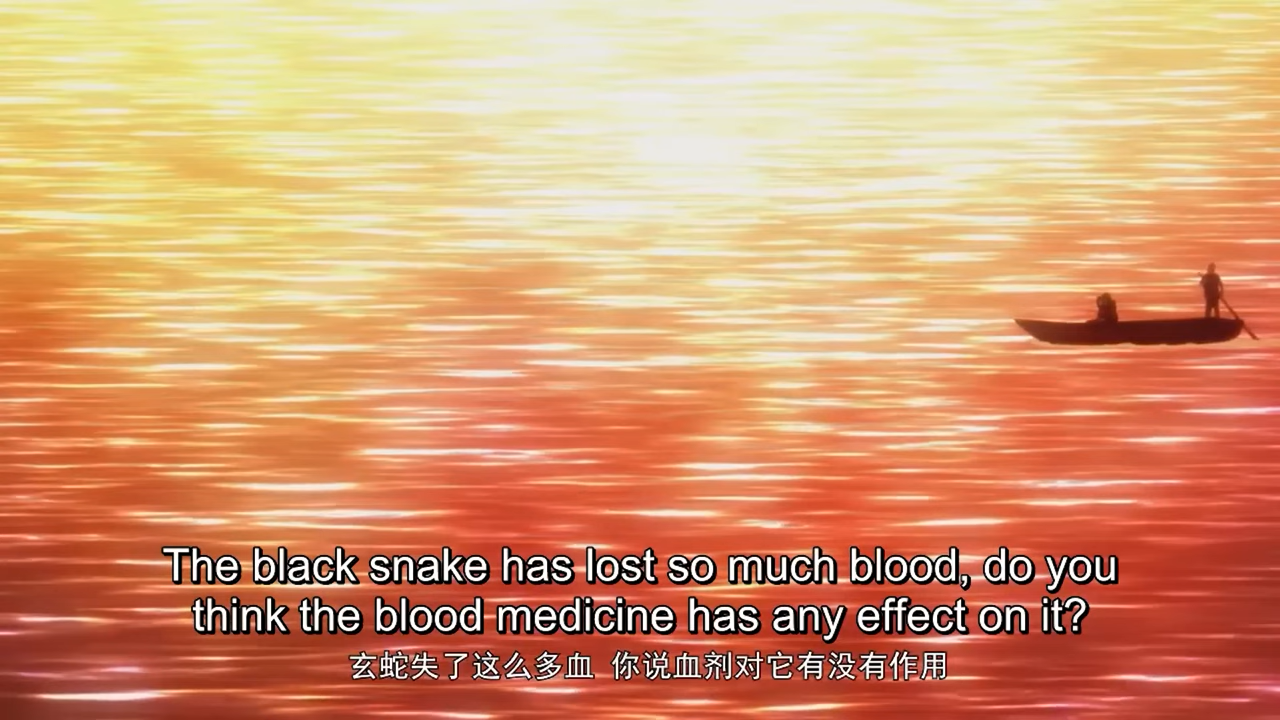 The black snake has lost so much blood, do you
think the blood medicine has any effect on it?
玄蛇失了这么多血 你说血剂对它有没有作用